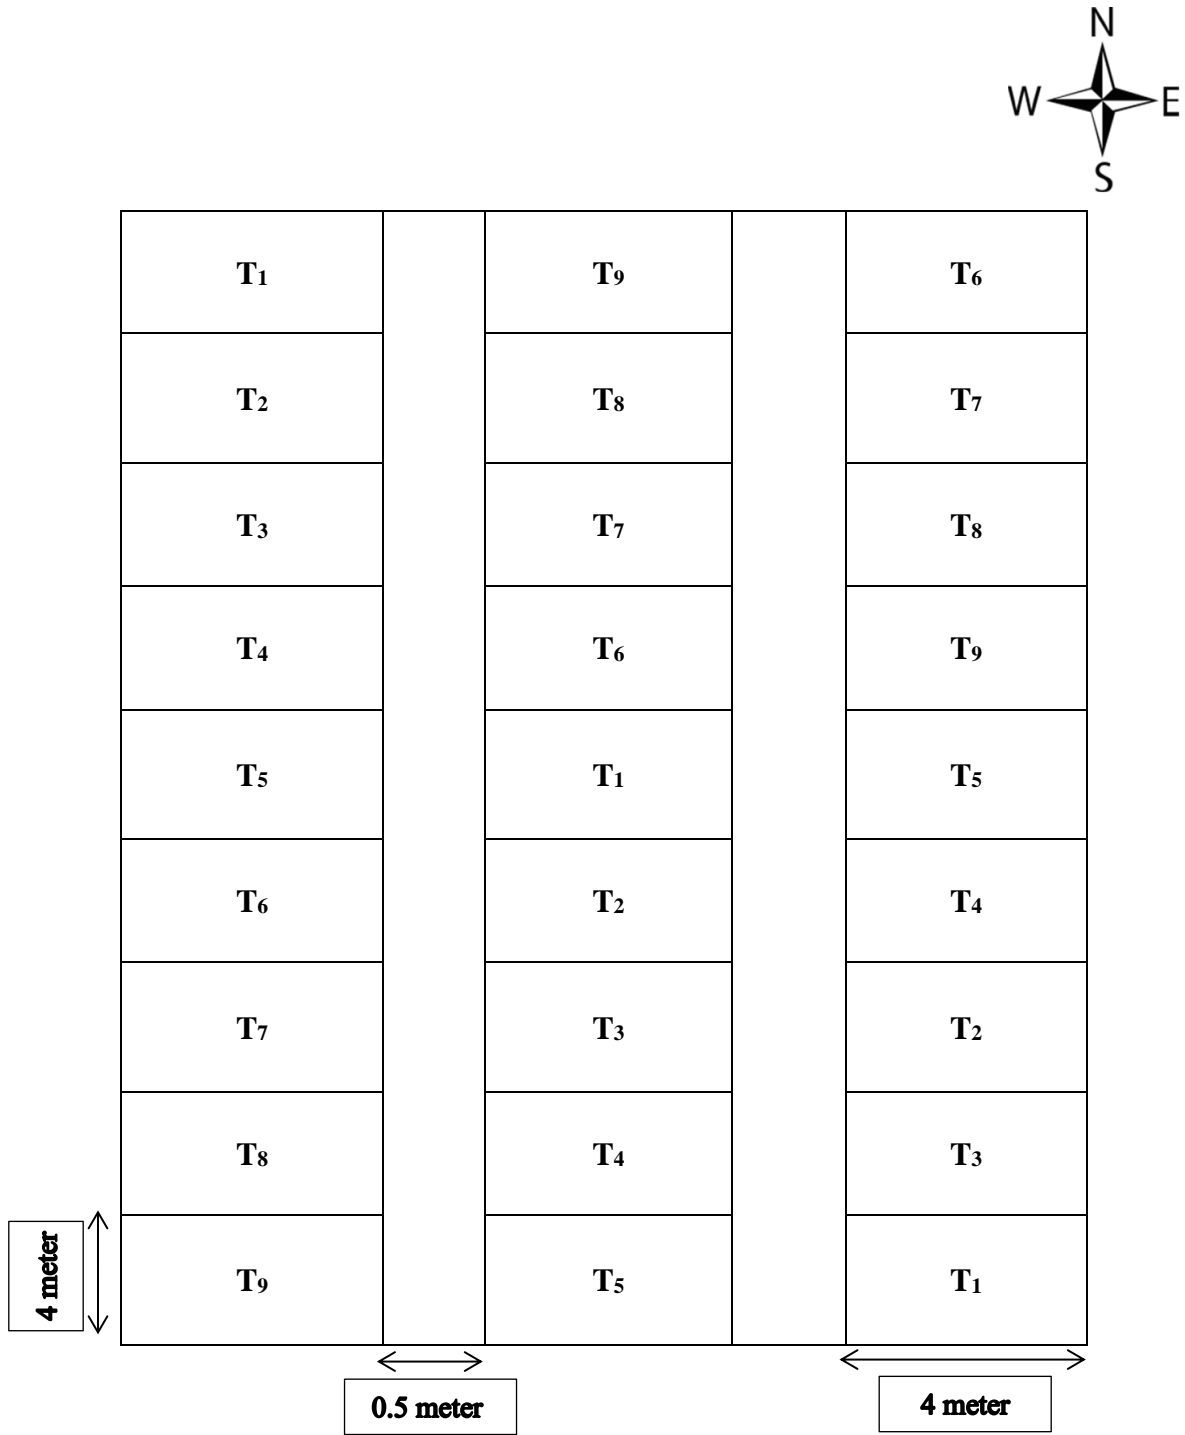 N
W E
S
T1 T9 T6
T2 T8 T7
T3 T7 T8
T4 T6 T9
T5 T1 T5
T6 T2 T4
T7 T3 T2
T8 T4 T3
T9 T5 T1
4 meter
0.5 meter
4 meter